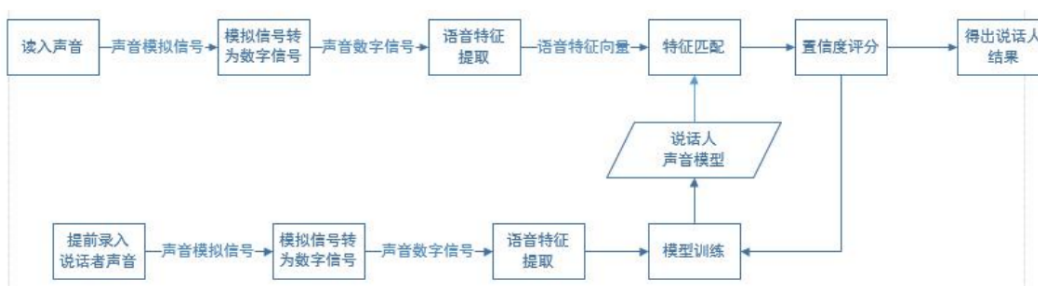 读入声音
声音模拟信号
模拟信号转
为数字信号
声音数字信号
语音特征
提取
语音特征向量
特征匹配
置信度评分
得出说话人
结果
说话人
声音模型
提前录入
说话者声音
声音模拟信号
模拟信号转
为数字信号
声音数字信号
语音特征
提取
模型训练